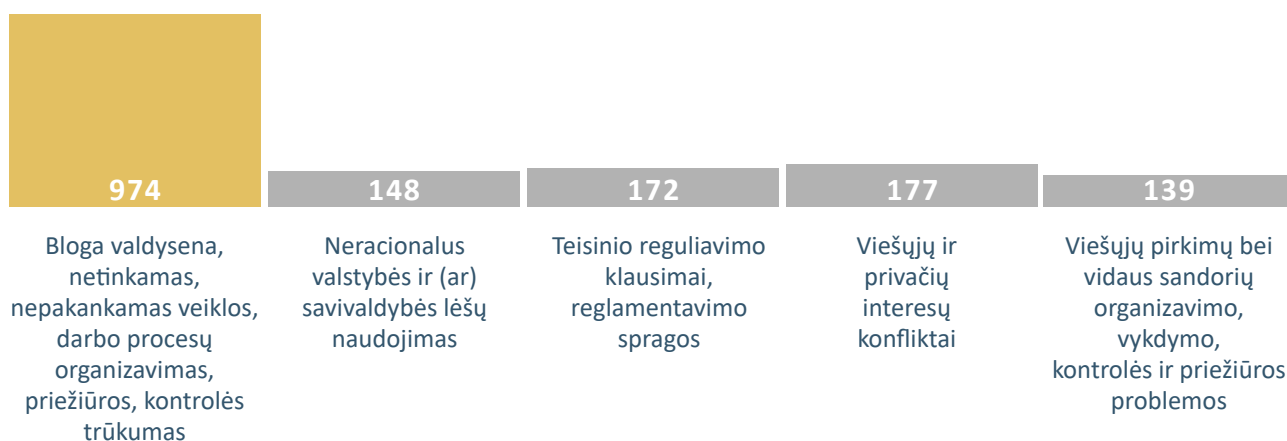 974
148
172
177
139
Bloga valdysena,
netinkamas,
nepakankamas veiklos,
darbo procesų
organizavimas,
priežiūros, kontrolės
trūkumas
Neracionalus
valstybės ir (ar)
savivaldybės lėšų
naudojimas
Teisinio reguliavimo
klausimai,
reglamentavimo
spragos
Viešųjų ir
privačių
interesų
konfliktai
Viešųjų pirkimų bei
vidaus sandorių
organizavimo,
vykdymo,
kontrolės ir priežiūros
problemos